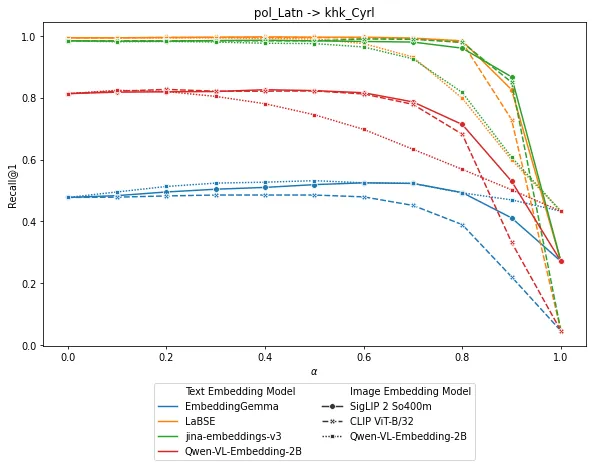 pol_Latn -> khk_Cyrl
Recall@1
1.0
0.8
0.6
0.4
0.2
0.0
0.0 0.2 0.4 0.6 0.8 1.0
α
Text Embedding Model
EmbeddingGemma
LaBSE
jina-embeddings-v3
Qwen-VL-Embedding-2B
Image Embedding Model
SigLIP 2 So400m
CLIP ViT-B/32
Qwen-VL-Embedding-2B